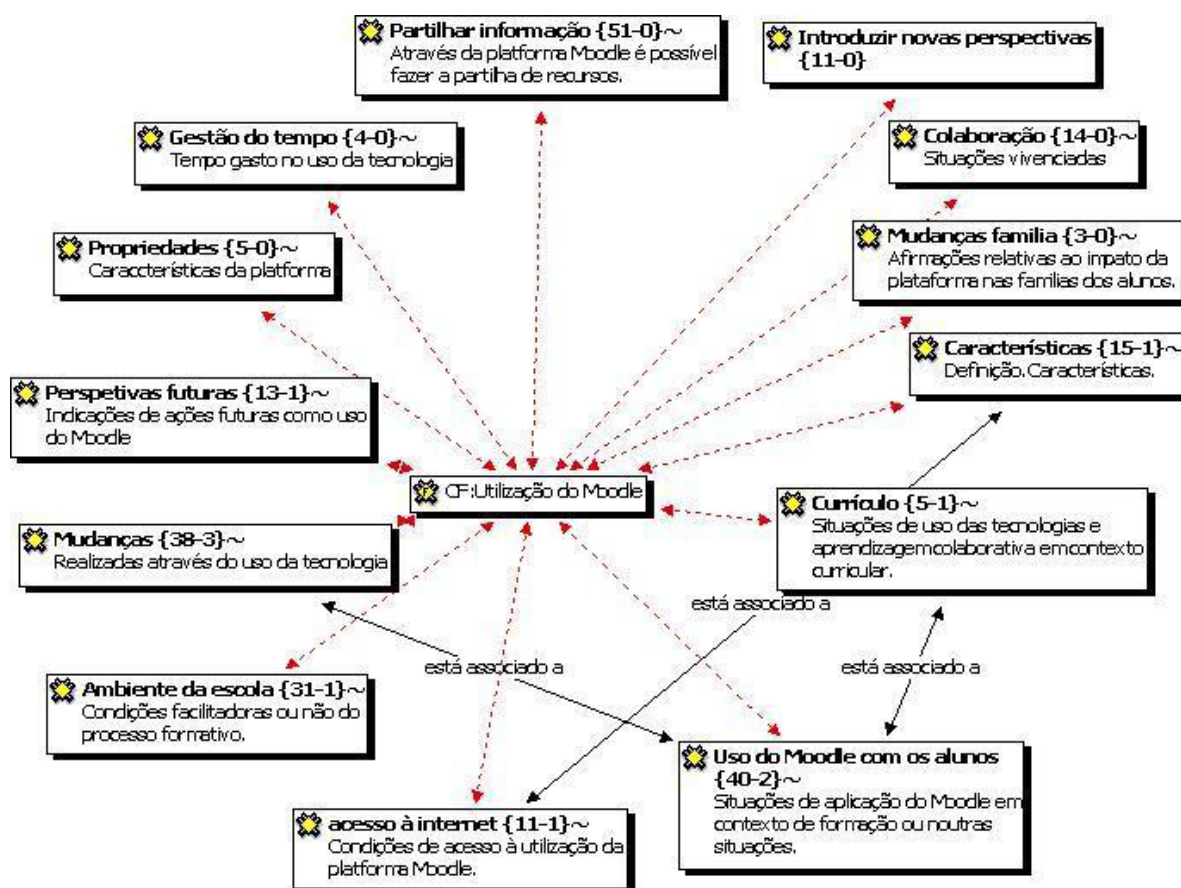 Partilhar informação {51-0}~
Através da platforma Moodle é possível
fazer a partilha de recursos.
Introduzir novas perspectivas
{11-0}
Gestão do tempo {4-0}~
Tempo gasto no uso da tecnologia
Colaboração {14-0}~
Situações vivenciadas
Propriedades {5-0}~
Caraccterísticas da platforma
Mudanças familia {3-0}~
Afirmações relativas ao impato da
plataforma nas familias dos alunos.
Características {15-1}~
Definição. Características.
Perspetivas futuras {13-1}~
Indicações de ações futuras como uso
do Moodle
CF:Utilização do Moodle
Currículo {5-1}~
Situações de uso das tecnologias e
aprendizagem colaborativa em contexto
curricular.
Mudanças {38-3}~
Realizadas através do uso da tecnologia
está associado a
está associado a
está associado a
Ambiente da escola {31-1}~
Condições facilitadoras ou não do
processo formativo.
Uso do Moodle com os alunos
{40-2}~
Situações de aplicação do Moodle em
contexto de formação ou noutras
situações.
acesso à internet {11-1}~
Condições de acesso à utilização da
platforma Moodle.